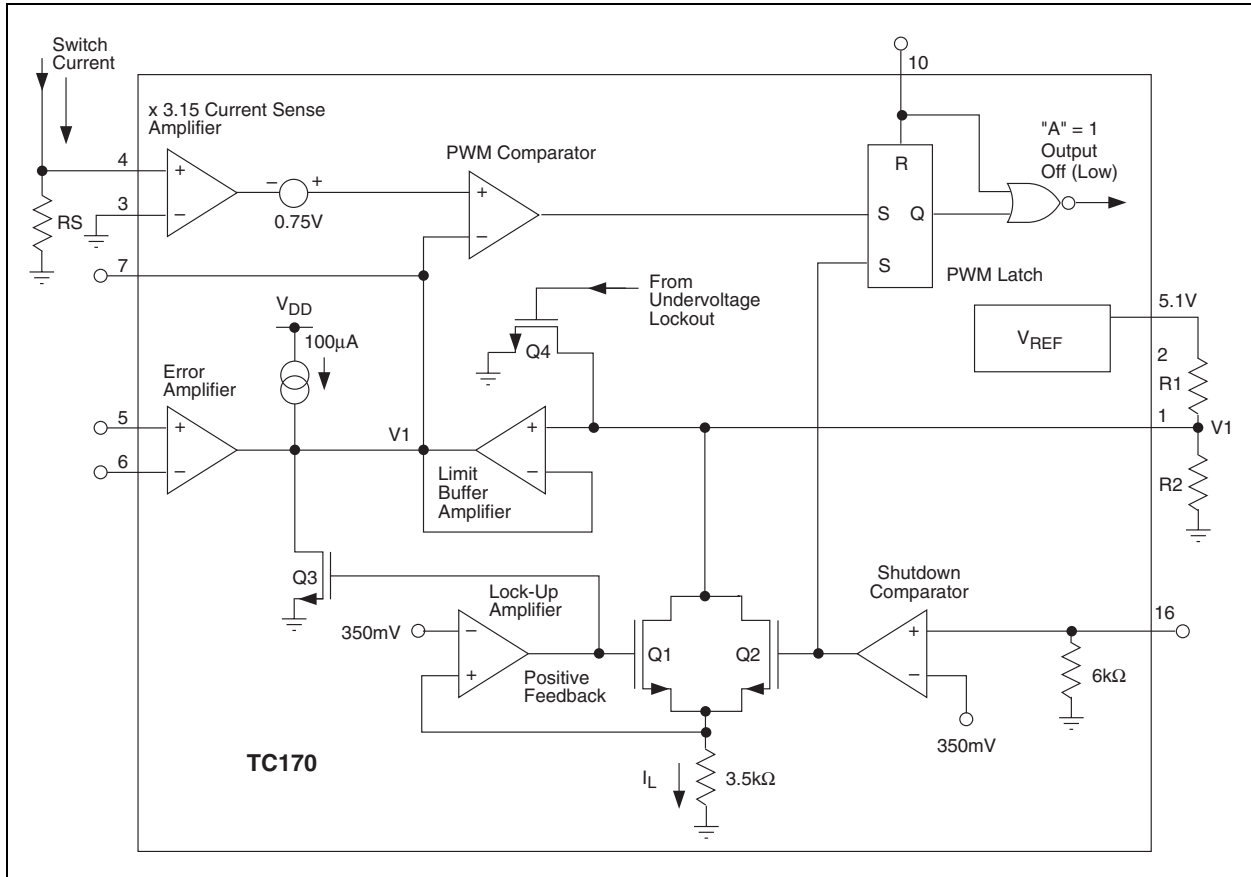 Switch
Current
10
x 3.15 Current Sense
Amplifier
"A" = 1
Output
Off (Low)
PWM Comparator
4
+
–
+
R
+
3
–
0.75V
S
Q
RS
–
S
7
From
Undervoltage
Lockout
PWM Latch
VDD
5.1V
100µA
Q4
VREF
2
Error
Amplifier
R1
5
+
V1
+
1
V1
6
–
Limit
Buffer
Amplifier
–
R2
Q3
Lock-Up
Amplifier
Shutdown
Comparator
16
350mV
–
+
Q1
Q2
+
Positive
Feedback
–
6kΩ
350mV
TC170
IL
3.5kΩ